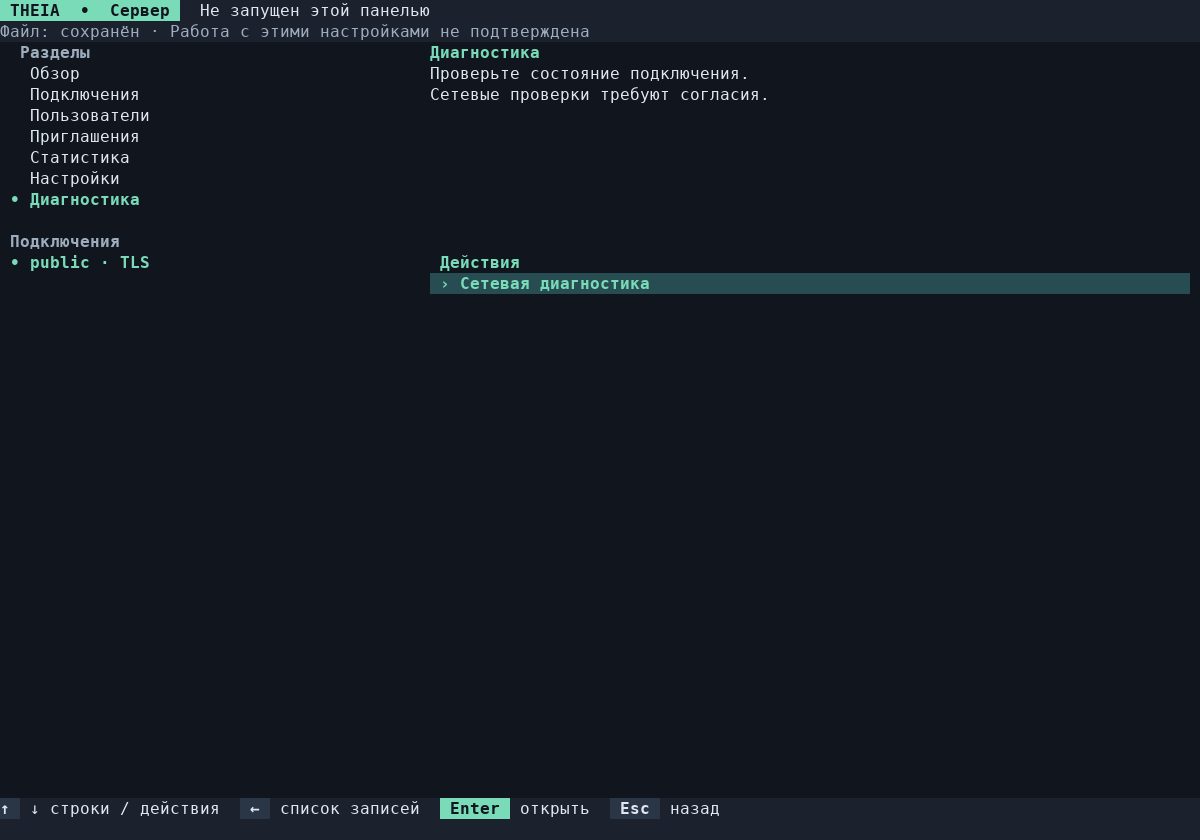 THEIA • Сервер Не запущен этой панелью
Файл: сохранён · Работа с этими настройками не подтверждена
Разделы
Обзор
Подключения
Пользователи
Приглашения
Статистика
Настройки
• Диагностика
Подключения
• public · TLS
Диагностика
Проверьте состояние подключения.
Сетевые проверки требуют согласия.
Действия
› Сетевая диагностика
↑ ↓ строки / действия ← список записей Enter открыть Esc назад